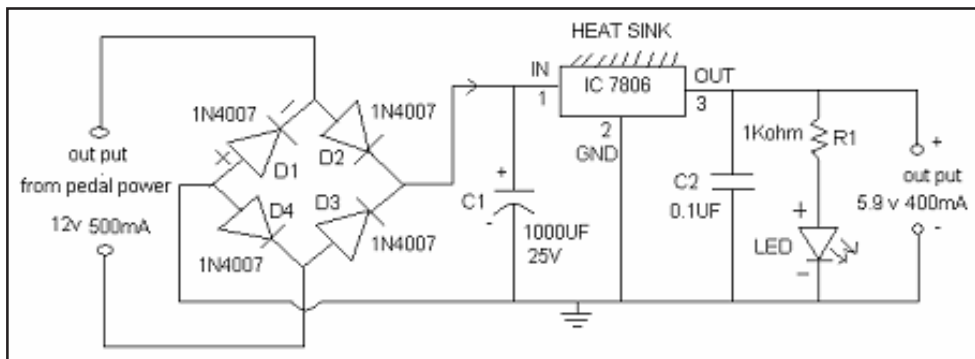 HEAT SINK
IN
IC 7806
OUT
1
3
2
GND
1N4007
1N4007
D1
D2
D4
D3
1N4007
1N4007
out put
from pedal power
12v 500mA
+
C1
-
1000UF
25V
C2
0.1UF
1Kohm
R1
+
LED
-
+
out put
5.9 v 400mA
-